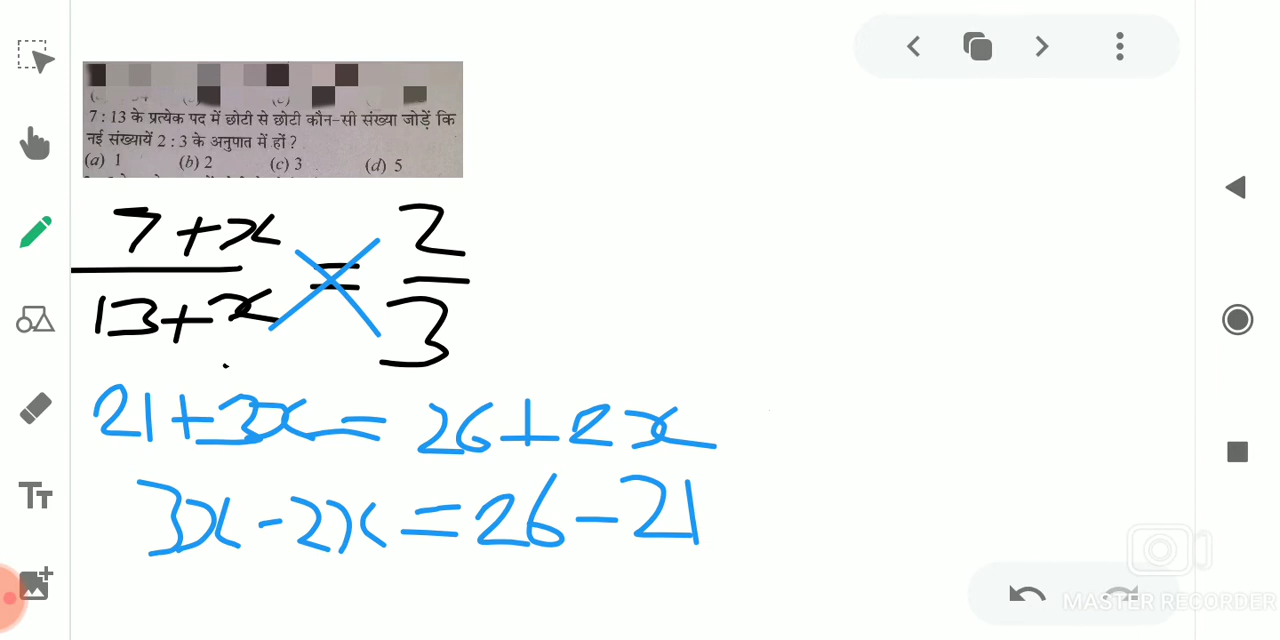 7 : 13 के प्रत्येक पद में छोटी से छोटी कौन-सी संख्या जोड़ें कि
नई संख्यायें 2 : 3 के अनुपात में हों ?
(a) 1 (b) 2 (c) 3 (d) 5
7 + x = 2
13 + x 3
21 + 3x = 26 + 2x
3x - 2x = 26 - 21
TT
MASTER RECORDER